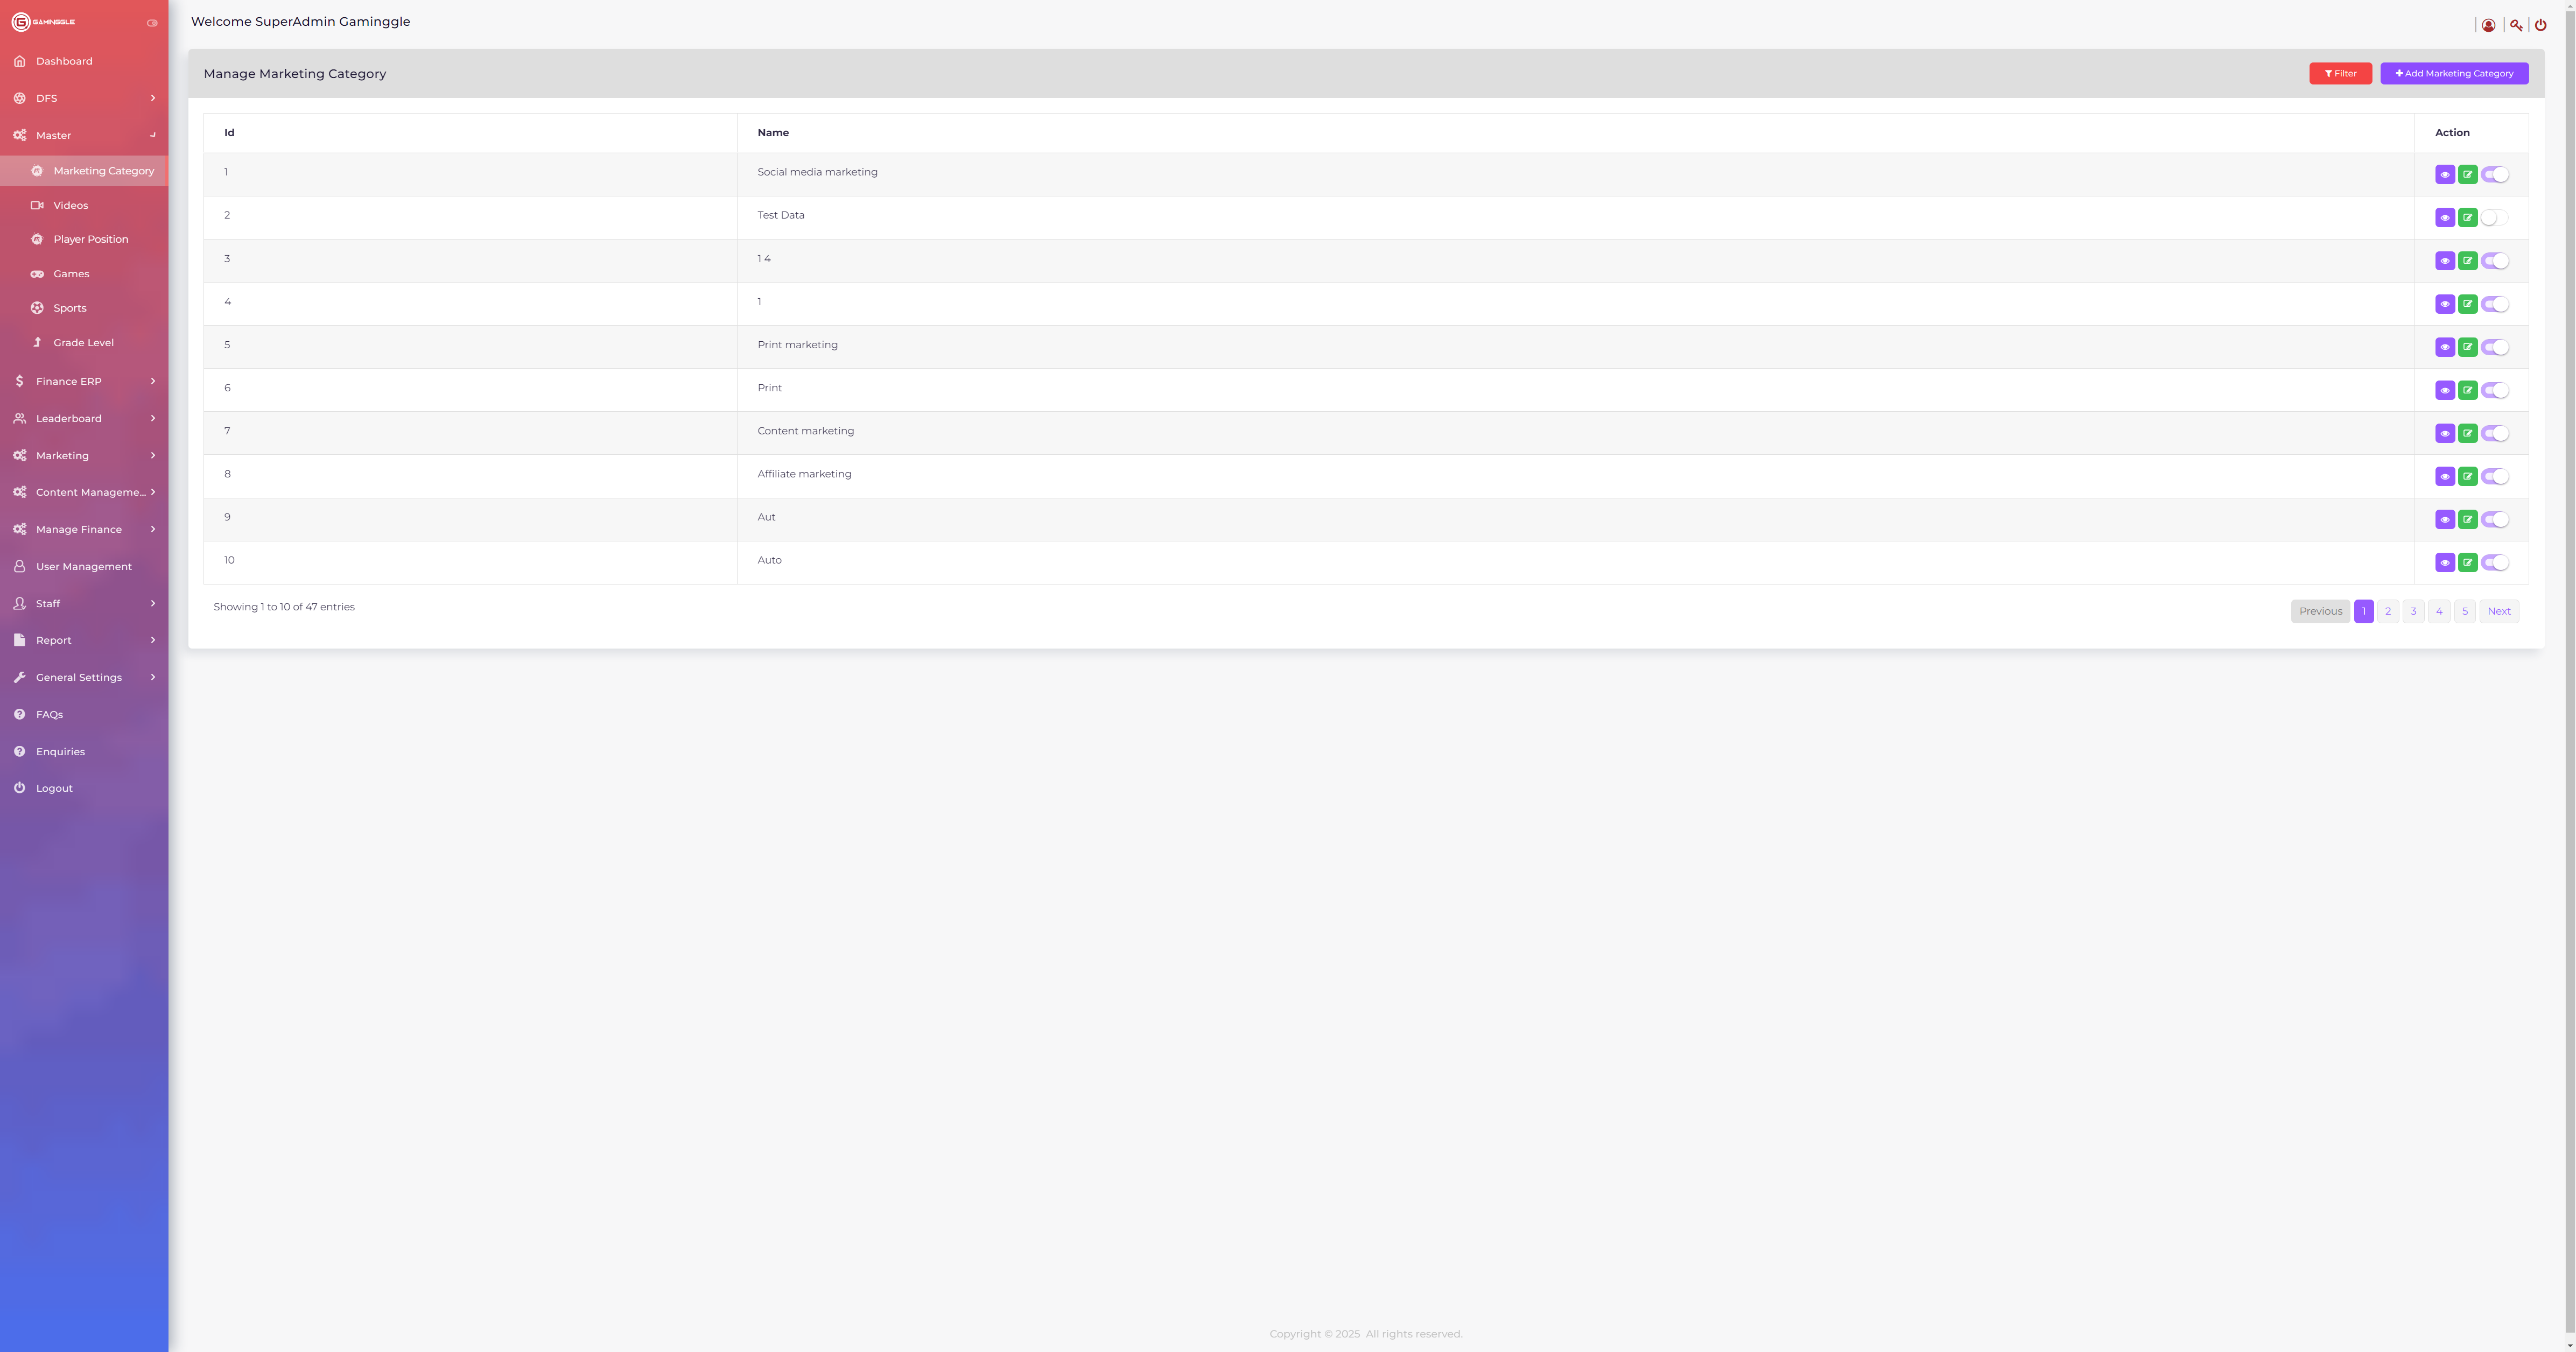 GAMINGGLE
Welcome SuperAdmin Gaminggle
Dashboard
DFS
Master
Marketing Category
Videos
Player Position
Games
Sports
Grade Level
Finance ERP
Leaderboard
Marketing
Content Manageme...
Manage Finance
User Management
Staff
Report
General Settings
FAQs
Enquiries
Logout
Manage Marketing Category
Filter
Add Marketing Category
Id Name Action
1 Social media marketing
2 Test Data
3 1 4
4 1
5 Print marketing
6 Print
7 Content marketing
8 Affiliate marketing
9 Aut
10 Auto
Showing 1 to 10 of 47 entries
Previous 1 2 3 4 5 Next
Copyright © 2025 All rights reserved.